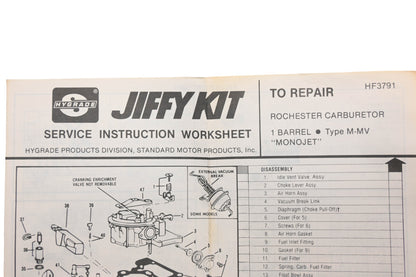 HYGRADE
JIFFY KIT
SERVICE INSTRUCTION WORKSHEET
HYGRADE PRODUCTS DIVISION, STANDARD MOTOR PRODUCTS, Inc.
TO REPAIR
HF3791
ROCHESTER CARBURETOR
1 BARREL ● Type M-MV
"MONOJET"
CRANKING ENRICHMENT
VALVE NOT REMOVABLE
EXTERNAL VACUUM
BREAK
SOME MODELS
DISASSEMBLY
1 Idle Vent Valve, Assy
2 Choke Lever Assy
3 Air Horn Assy
4 Vacuum Break Link
5 Diaphragm (Choke Pull-Off)†
6 Cover (For 5)
7 Screws (For 6)
8 Air Horn Gasket
9 Fuel Inlet Fitting
10 Gasket (For 9)
11 Fuel Filter
12 Spring, Carb. Fuel Filter
13 Float Bowl Assy